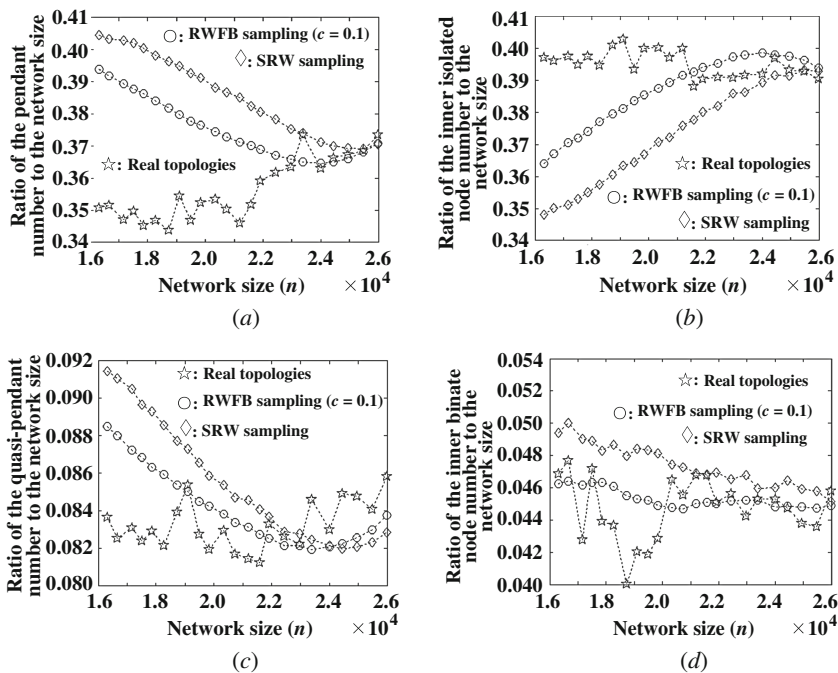 Ratio of the pendant
number to the network size
0.41
0.40
0.39
0.38
0.37
0.36
0.35
0.34
: RWFB sampling (c = 0.1)
: SRW sampling
: Real topologies
1.6 1.8 2.0 2.2 2.4 2.6
Network size (n) × 10^4
(a)
Ratio of the inner isolated
node number to the
network size
0.41
0.40
0.39
0.38
0.37
0.36
0.35
0.34
: Real topologies
: RWFB sampling (c = 0.1)
: SRW sampling
1.6 1.8 2.0 2.2 2.4 2.6
Network size (n) × 10^4
(b)
Ratio of the quasi-pendant
number to the network size
0.092
0.090
0.088
0.086
0.084
0.082
0.080
: Real topologies
: RWFB sampling (c = 0.1)
: SRW sampling
1.6 1.8 2.0 2.2 2.4 2.6
Network size (n) × 10^4
(c)
Ratio of the inner binate
node number to the
network size
0.054
0.052
0.050
0.048
0.046
0.044
0.042
0.040
: Real topologies
: RWFB sampling (c = 0.1)
: SRW sampling
1.6 1.8 2.0 2.2 2.4 2.6
Network size (n) × 10^4
(d)